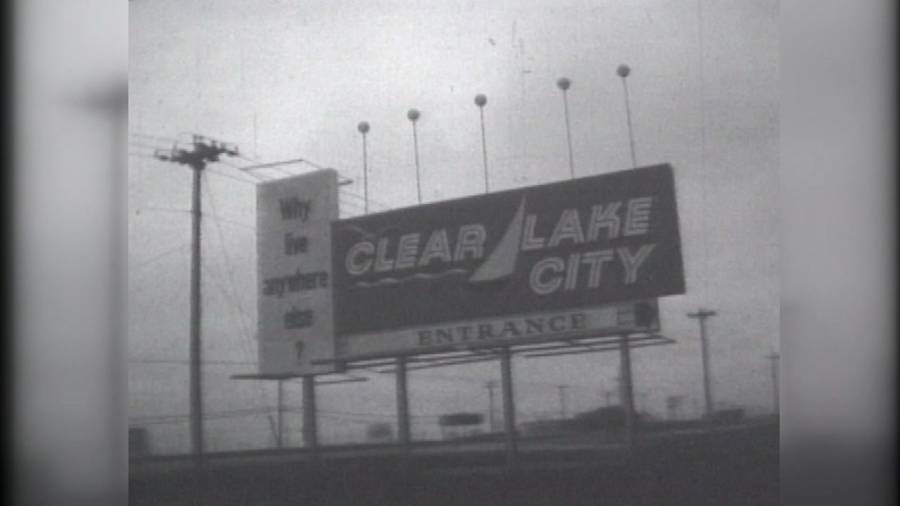 Why
live
anywhere
else
?
CLEAR LAKE
CITY
ENTRANCE